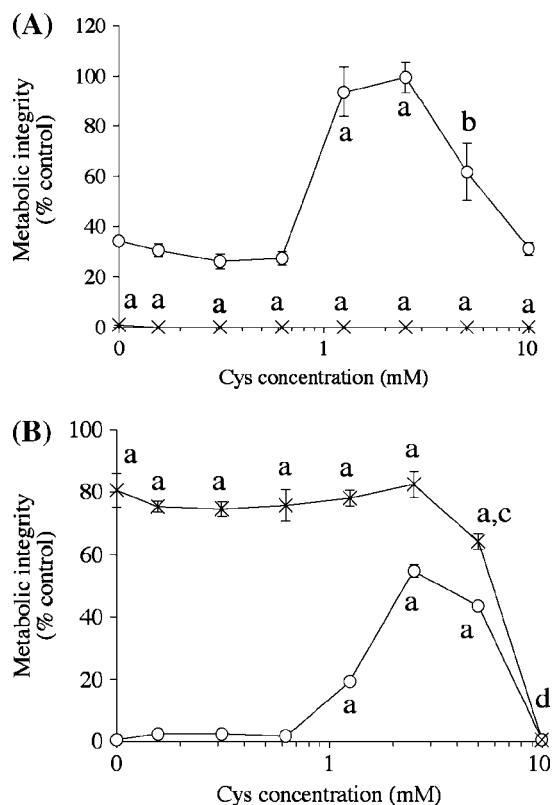 (A)
120
100
80
60
40
20
0
Metabolic integrity
(% control)
a
a
b
a
a
a
a
a
a
a
a
0
1
10
Cys concentration (mM)
(B)
100
80
60
40
20
0
Metabolic integrity
(% control)
a
a
a
a
a
a
a,c
a
a
a
d
0
1
10
Cys concentration (mM)